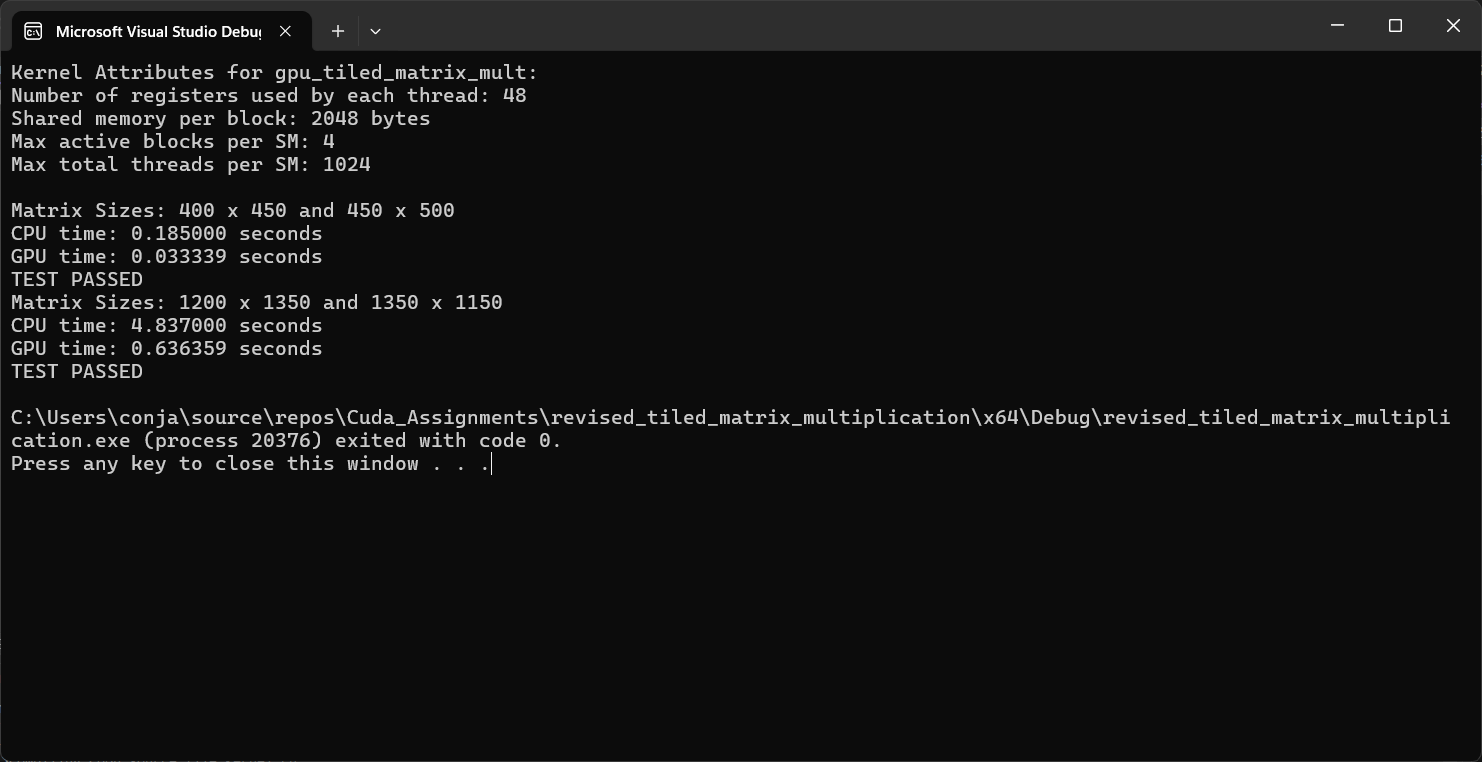 Microsoft Visual Studio Debug
Kernel Attributes for gpu_tiled_matrix_mult:
Number of registers used by each thread: 48
Shared memory per block: 2048 bytes
Max active blocks per SM: 4
Max total threads per SM: 1024
Matrix Sizes: 400 x 450 and 450 x 500
CPU time: 0.185000 seconds
GPU time: 0.033339 seconds
TEST PASSED
Matrix Sizes: 1200 x 1350 and 1350 x 1150
CPU time: 4.837000 seconds
GPU time: 0.636359 seconds
TEST PASSED
C:\Users\conja\source\repos\Cuda_Assignments\revised_tiled_matrix_multiplication\x64\Debug\revised_tiled_matrix_multipli
cation.exe (process 20376) exited with code 0.
Press any key to close this window . . .